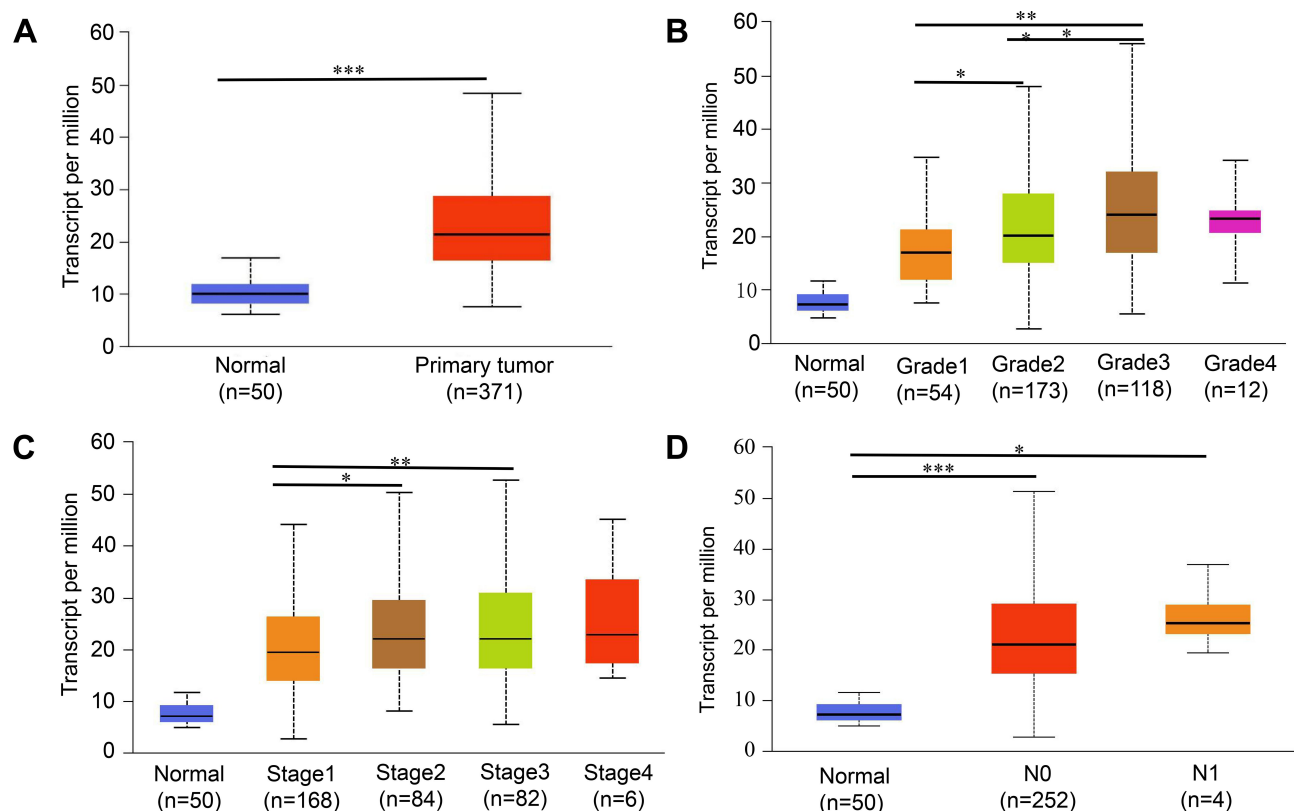 A
Transcript per million
60
50
40
30
20
10
0
***
Normal
(n=50)
Primary tumor
(n=371)
B
Transcript per million
60
50
40
30
20
10
0
**
* *
*
Normal
(n=50)
Grade1
(n=54)
Grade2
(n=173)
Grade3
(n=118)
Grade4
(n=12)
C
Transcript per million
60
50
40
30
20
10
0
**
*
Normal
(n=50)
Stage1
(n=168)
Stage2
(n=84)
Stage3
(n=82)
Stage4
(n=6)
D
Transcript per million
60
50
40
30
20
10
0
*
***
Normal
(n=50)
N0
(n=252)
N1
(n=4)